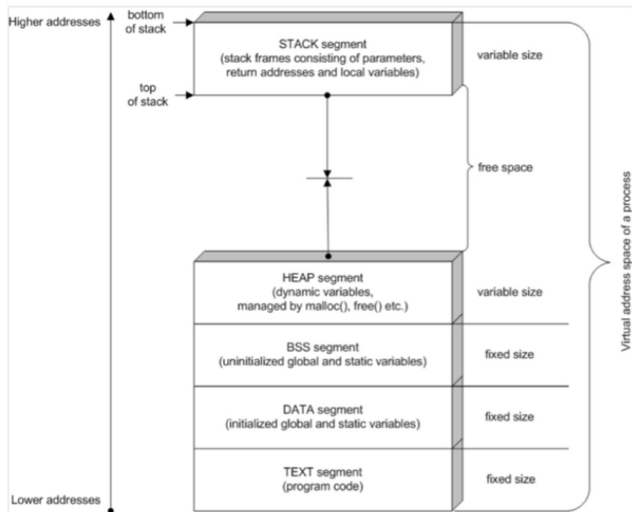 Higher addresses
bottom
of stack
STACK segment
(stack frames consisting of parameters,
return addresses and local variables)
variable size
top
of stack
free space
Virtual address space of a process
HEAP segment
(dynamic variables,
managed by malloc(), free() etc.)
variable size
BSS segment
(uninitialized global and static variables)
fixed size
DATA segment
(initialized global and static variables)
fixed size
TEXT segment
(program code)
fixed size
Lower addresses